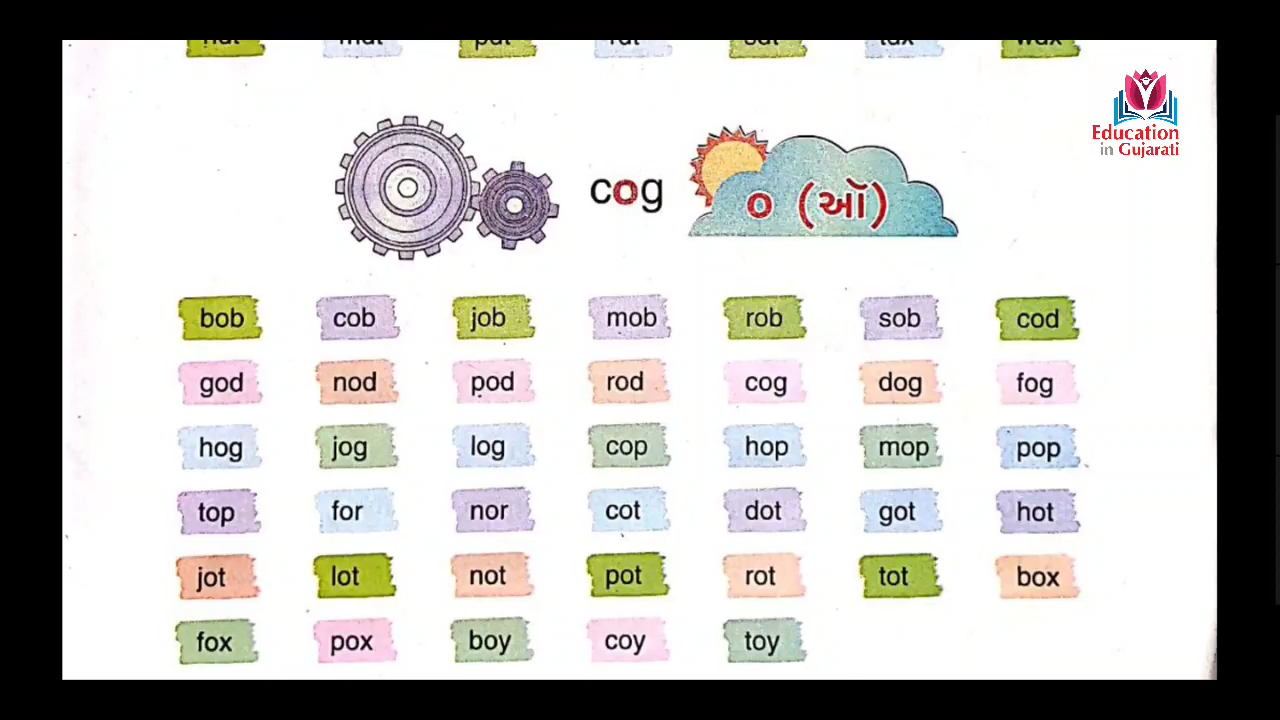 Education
in Gujarati
cog o (ઑ)
bob cob job mob rob sob cod
god nod pod rod cog dog fog
hog jog log cop hop mop pop
top for nor cot dot got hot
jot lot not pot rot tot box
fox pox boy coy toy